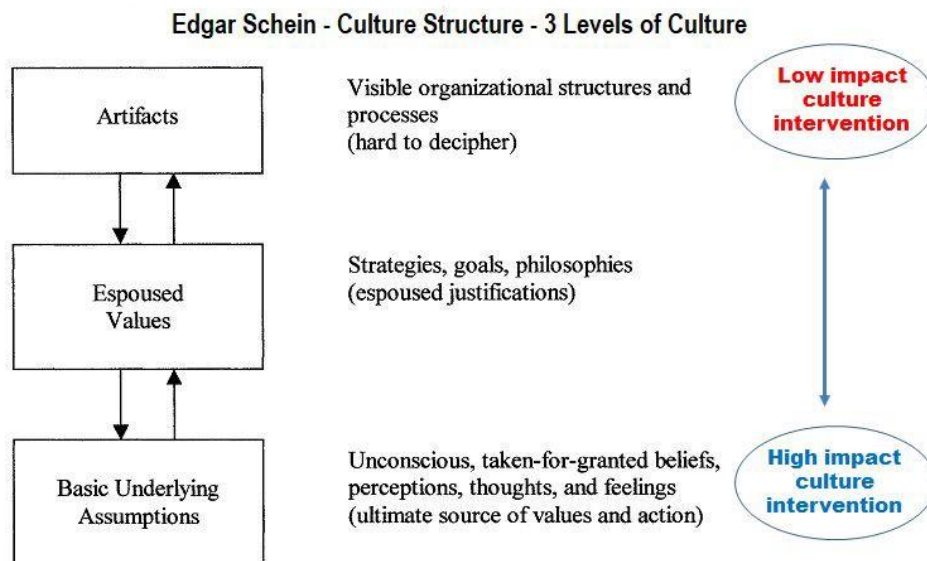 Edgar Schein - Culture Structure - 3 Levels of Culture
Artifacts
Visible organizational structures and
processes
(hard to decipher)
Low impact
culture
intervention
Espoused
Values
Strategies, goals, philosophies
(espoused justifications)
Basic Underlying
Assumptions
Unconscious, taken-for-granted beliefs,
perceptions, thoughts, and feelings
(ultimate source of values and action)
High impact
culture
intervention